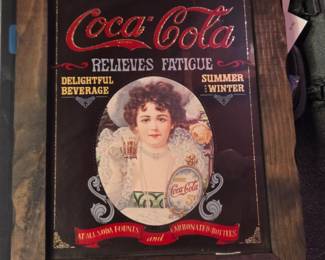 Coca-Cola
RELIEVES FATIGUE
DELIGHTFUL
BEVERAGE
SUMMER
& WINTER
Coca-Cola
AT ALL SODA FOUNTS and CARBONATED BOTTLES